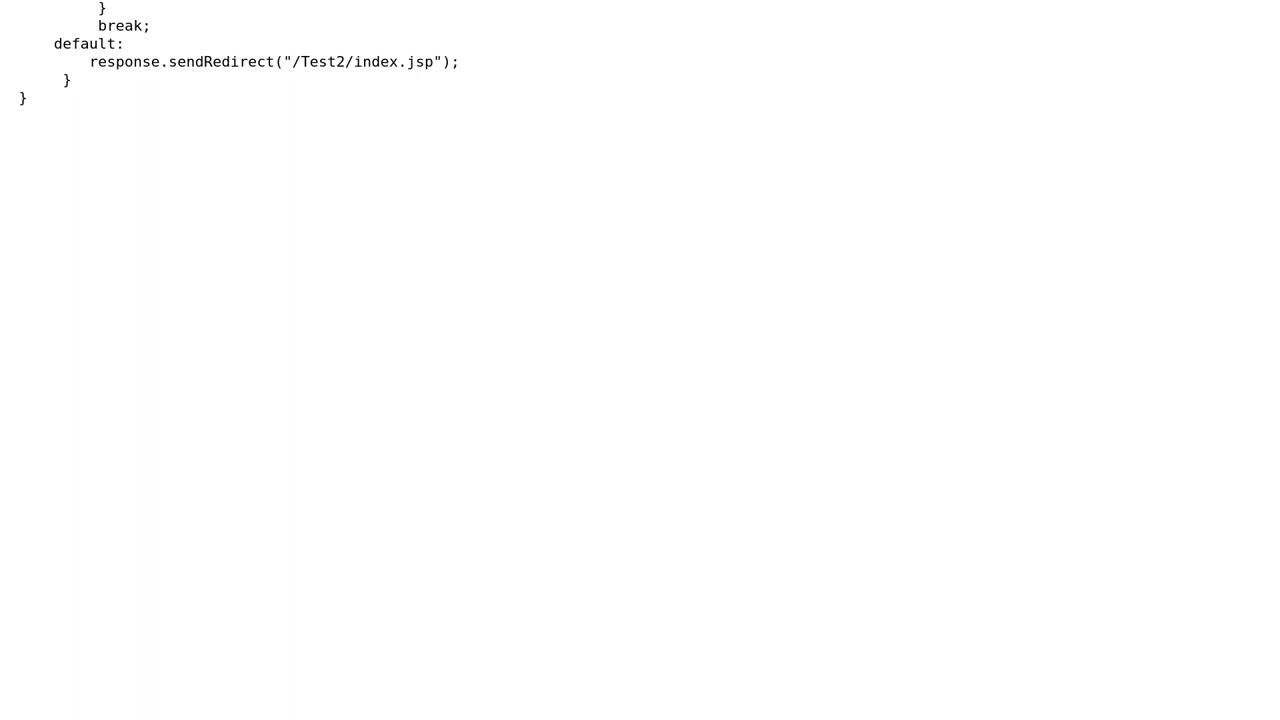 }
break;
default:
response.sendRedirect("/Test2/index.jsp");
}
}